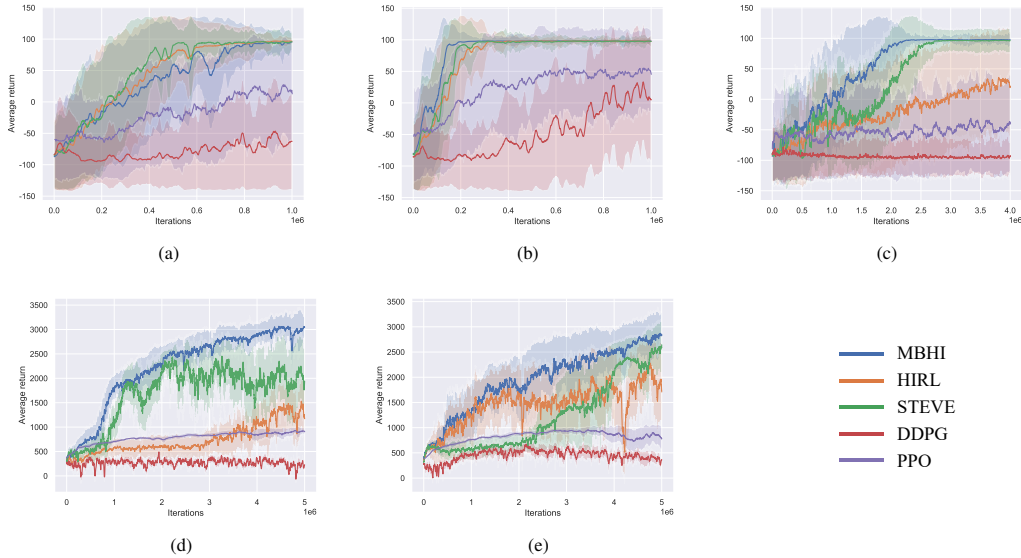 150
100
50
0
-50
-100
-150
Average return
0.0 0.2 0.4 0.6 0.8 1.0
Iterations
1e6
(a)
150
100
50
0
-50
-100
-150
Average return
0.0 0.2 0.4 0.6 0.8 1.0
Iterations
1e6
(b)
150
100
50
0
-50
-100
-150
Average return
0.0 0.5 1.0 1.5 2.0 2.5 3.0 3.5 4.0
Iterations
1e6
(c)
3500
3000
2500
2000
1500
1000
500
0
Average return
0 1 2 3 4 5
Iterations
1e6
(d)
3500
3000
2500
2000
1500
1000
500
0
Average return
0 1 2 3 4 5
Iterations
1e6
(e)
MBHI
HIRL
STEVE
DDPG
PPO